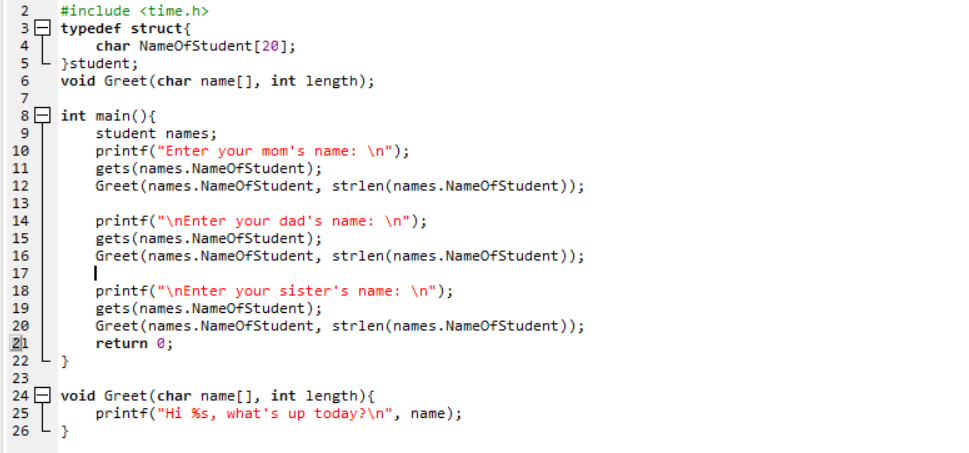 2 #include <time.h>
3 typedef struct{
4     char NameOfStudent[20];
5 }student;
6 void Greet(char name[], int length);
7
8 int main(){
9     student names;
10     printf("Enter your mom's name: \n");
11     gets(names.NameOfStudent);
12     Greet(names.NameOfStudent, strlen(names.NameOfStudent));
13
14     printf("\nEnter your dad's name: \n");
15     gets(names.NameOfStudent);
16     Greet(names.NameOfStudent, strlen(names.NameOfStudent));
17
18     printf("\nEnter your sister's name: \n");
19     gets(names.NameOfStudent);
20     Greet(names.NameOfStudent, strlen(names.NameOfStudent));
21     return 0;
22 }
23
24 void Greet(char name[], int length){
25     printf("Hi %s, what's up today?\n", name);
26 }